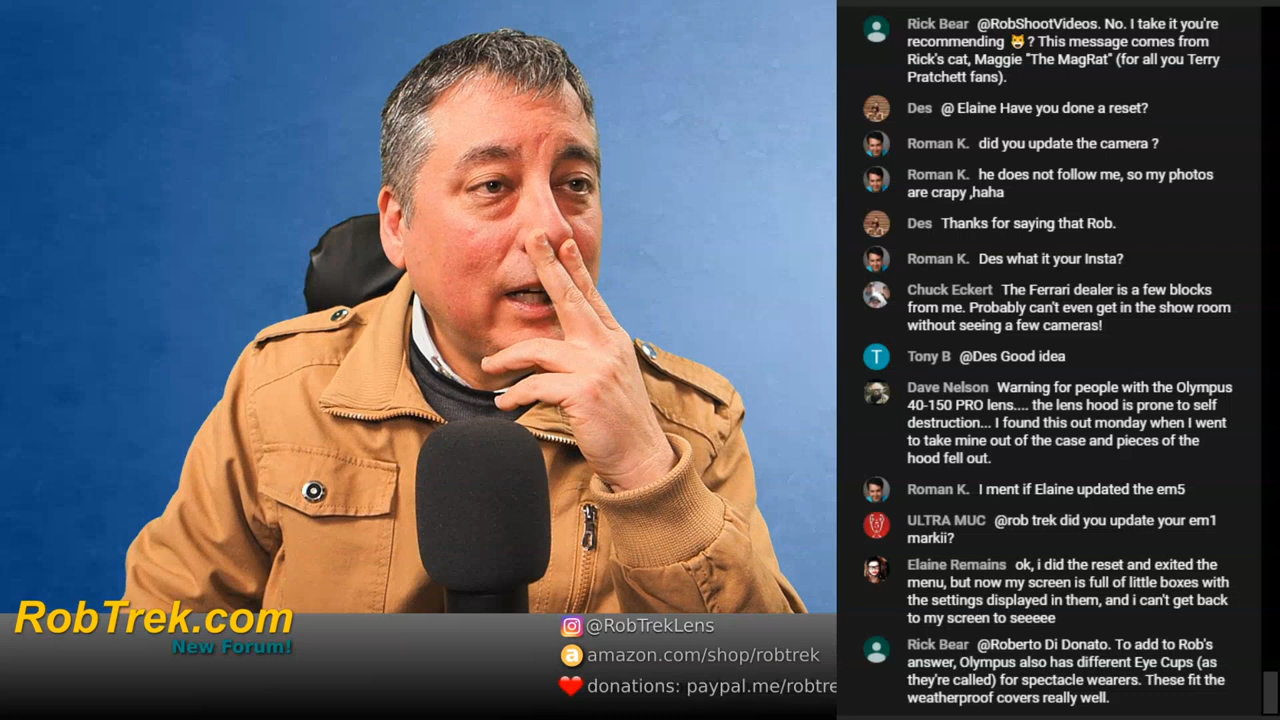 Rick Bear @RobShootVideos. No. I take it you're
recommending 😺 ? This message comes from
Rick's cat, Maggie "The MagRat" (for all you Terry
Pratchett fans).
Des @ Elaine Have you done a reset?
Roman K. did you update the camera ?
Roman K. he does not follow me, so my photos
are crapy ,haha
Des Thanks for saying that Rob.
Roman K. Des what it your Insta?
Chuck Eckert The Ferrari dealer is a few blocks
from me. Probably can't even get in the show room
without seeing a few cameras!
T Tony B @Des Good idea
Dave Nelson Warning for people with the Olympus
40-150 PRO lens.... the lens hood is prone to self
destruction... I found this out monday when I went
to take mine out of the case and pieces of the
hood fell out.
Roman K. I ment if Elaine updated the em5
ULTRA MUC @rob trek did you update your em1
markii?
Elaine Remains ok, i did the reset and exited the
menu, but now my screen is full of little boxes with
the settings displayed in them, and i can't get back
to my screen to seeeee
Rick Bear @Roberto Di Donato. To add to Rob's
answer, Olympus also has different Eye Cups (as
they're called) for spectacle wearers. These fit the
weatherproof covers really well.
RobTrek.com
New Forum!
@RobTrekLens
a amazon.com/shop/robtrek
donations: paypal.me/robtre